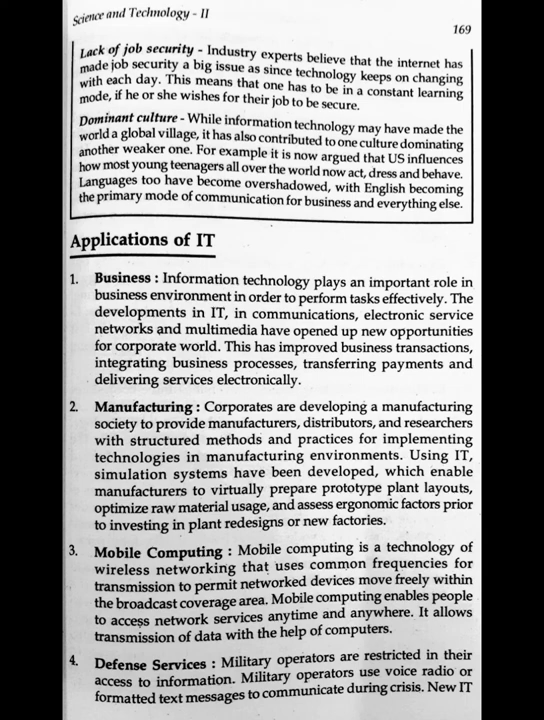 Science and Technology - II
169
Lack of job security - Industry experts believe that the internet has
made job security a big issue as since technology keeps on changing
with each day. This means that one has to be in a constant learning
mode, if he or she wishes for their job to be secure.
Dominant culture - While information technology may have made the
world a global village, it has also contributed to one culture dominating
another weaker one. For example it is now argued that US influences
how most young teenagers all over the world now act, dress and behave.
Languages too have become overshadowed, with English becoming
the primary mode of communication for business and everything else.
Applications of IT
1. Business : Information technology plays an important role in
business environment in order to perform tasks effectively. The
developments in IT, in communications, electronic service
networks and multimedia have opened up new opportunities
for corporate world. This has improved business transactions,
integrating business processes, transferring payments and
delivering services electronically.
2. Manufacturing : Corporates are developing a manufacturing
society to provide manufacturers, distributors, and researchers
with structured methods and practices for implementing
technologies in manufacturing environments. Using IT,
simulation systems have been developed, which enable
manufacturers to virtually prepare prototype plant layouts,
optimize raw material usage, and assess ergonomic factors prior
to investing in plant redesigns or new factories.
3. Mobile Computing : Mobile computing is a technology of
wireless networking that uses common frequencies for
transmission to permit networked devices move freely within
the broadcast coverage area. Mobile computing enables people
to access network services anytime and anywhere. It allows
transmission of data with the help of computers.
4. Defense Services : Military operators are restricted in their
access to information. Military operators use voice radio or
formatted text messages to communicate during crisis. New IT